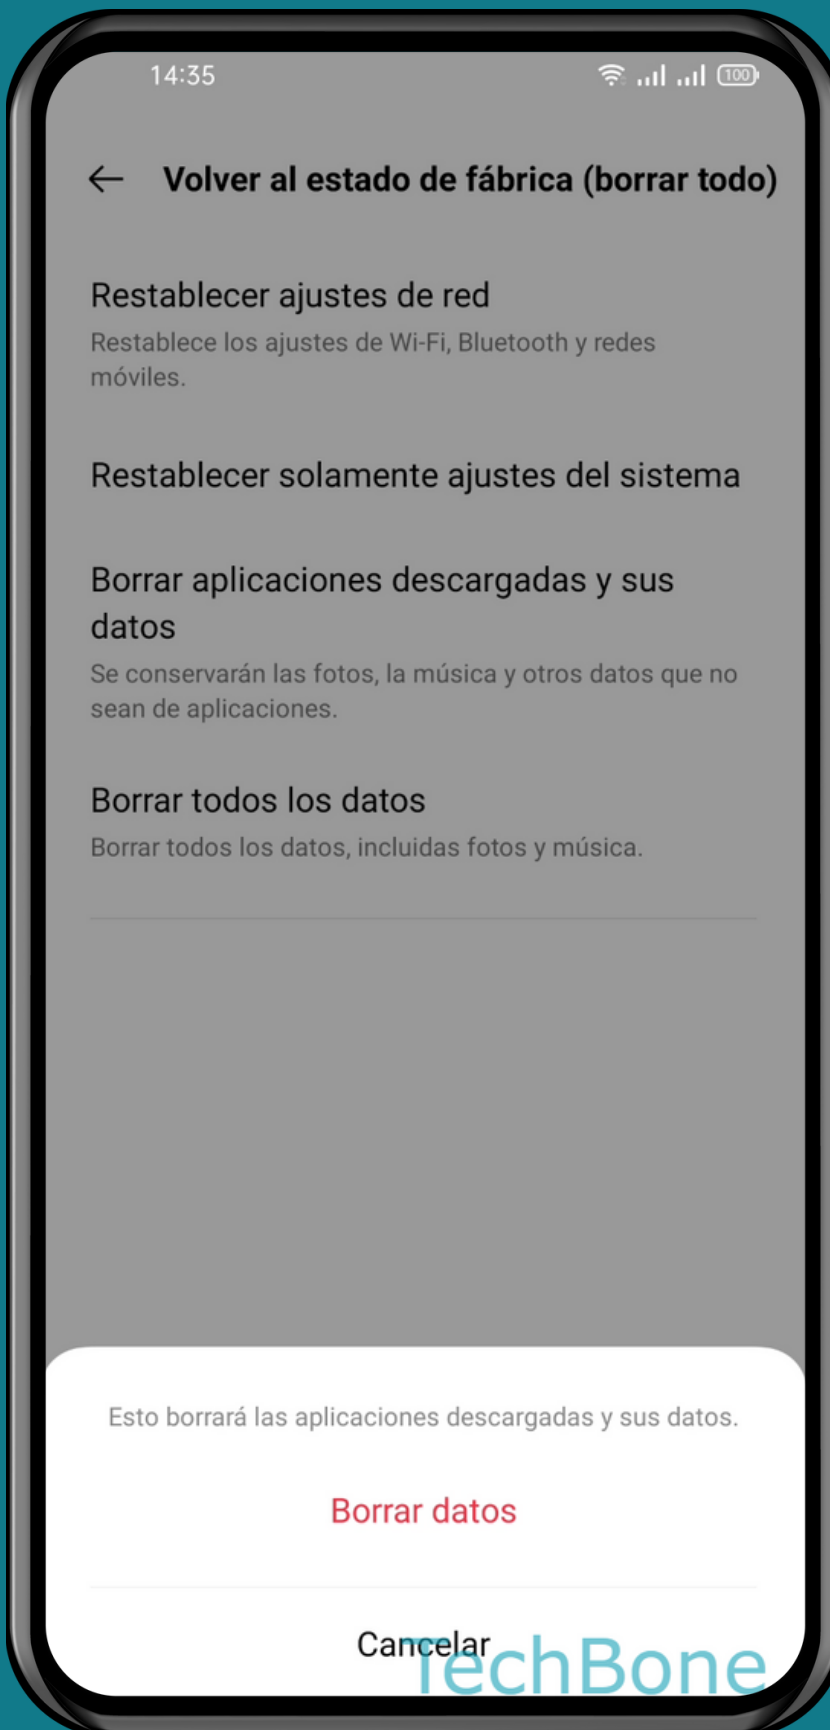 14:35
100
Volver al estado de fábrica (borrar todo)
Restablecer ajustes de red
Restablece los ajustes de Wi-Fi, Bluetooth y redes
móviles.
Restablecer solamente ajustes del sistema
Borrar aplicaciones descargadas y sus
datos
Se conservarán las fotos, la música y otros datos que no
sean de aplicaciones.
Borrar todos los datos
Borrar todos los datos, incluidas fotos y música.
Esto borrará las aplicaciones descargadas y sus datos.
Borrar datos
Cancelar
TechBone